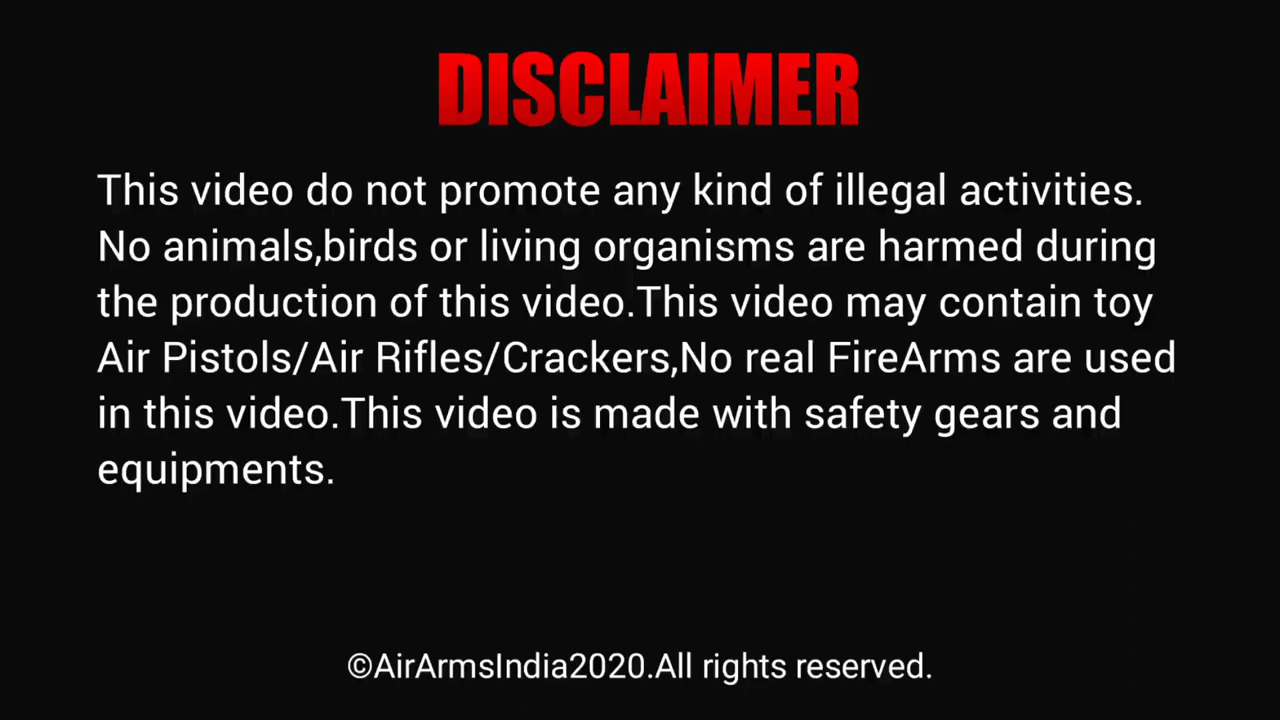 DISCLAIMER
This video do not promote any kind of illegal activities.
No animals,birds or living organisms are harmed during
the production of this video.This video may contain toy
Air Pistols/Air Rifles/Crackers,No real FireArms are used
in this video.This video is made with safety gears and
equipments.
©AirArmsIndia2020.All rights reserved.